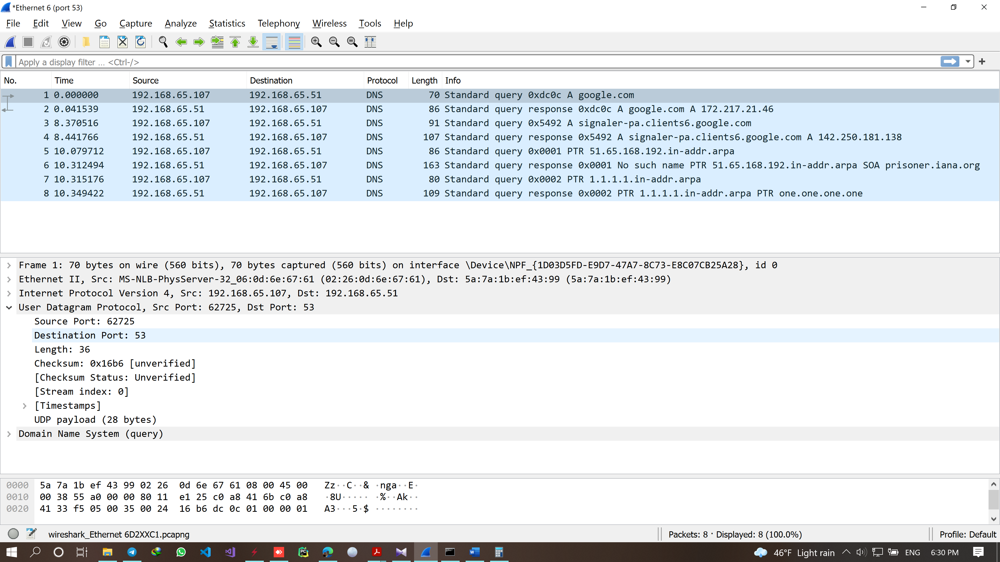 *Ethernet 6 (port 53)
File Edit View Go Capture Analyze Statistics Telephony Wireless Tools Help
Apply a display filter ... <Ctrl-/>
No. Time Source Destination Protocol Length Info
1 0.000000 192.168.65.107 192.168.65.51 DNS 70 Standard query 0xdc0c A google.com
2 0.041539 192.168.65.51 192.168.65.107 DNS 86 Standard query response 0xdc0c A google.com A 172.217.21.46
3 8.370516 192.168.65.107 192.168.65.51 DNS 91 Standard query 0x5492 A signaler-pa.clients6.google.com
4 8.441766 192.168.65.51 192.168.65.107 DNS 107 Standard query response 0x5492 A signaler-pa.clients6.google.com A 142.250.181.138
5 10.079712 192.168.65.107 192.168.65.51 DNS 86 Standard query 0x0001 PTR 51.65.168.192.in-addr.arpa
6 10.312494 192.168.65.51 192.168.65.107 DNS 163 Standard query response 0x0001 No such name PTR 51.65.168.192.in-addr.arpa SOA prisoner.iana.org
7 10.315176 192.168.65.107 192.168.65.51 DNS 80 Standard query 0x0002 PTR 1.1.1.1.in-addr.arpa
8 10.349422 192.168.65.51 192.168.65.107 DNS 109 Standard query response 0x0002 PTR 1.1.1.1.in-addr.arpa PTR one.one.one.one
Frame 1: 70 bytes on wire (560 bits), 70 bytes captured (560 bits) on interface \Device\NPF_{1D03D5FD-E9D7-47A7-8C73-E8C07CB25A28}, id 0
Ethernet II, Src: MS-NLB-PhysServer-32_06:0d:6e:67:61 (02:26:0d:6e:67:61), Dst: 5a:7a:1b:ef:43:99 (5a:7a:1b:ef:43:99)
Internet Protocol Version 4, Src: 192.168.65.107, Dst: 192.168.65.51
User Datagram Protocol, Src Port: 62725, Dst Port: 53
Source Port: 62725
Destination Port: 53
Length: 36
Checksum: 0x16b6 [unverified]
[Checksum Status: Unverified]
[Stream index: 0]
[Timestamps]
UDP payload (28 bytes)
Domain Name System (query)
0000 5a 7a 1b ef 43 99 02 26 0d 6e 67 61 08 00 45 00 Zz··C··& ·nga··E·
0010 00 38 55 a0 00 00 80 11 e1 25 c0 a8 41 6b c0 a8 ·8U····· ·%··Ak··
0020 41 33 f5 05 00 35 00 24 16 b6 dc 0c 01 00 00 01 A3···5·$ ········
wireshark_Ethernet 6D2XXC1.pcapng Packets: 8 · Displayed: 8 (100.0%) Profile: Default
46°F Light rain ENG 6:30 PM